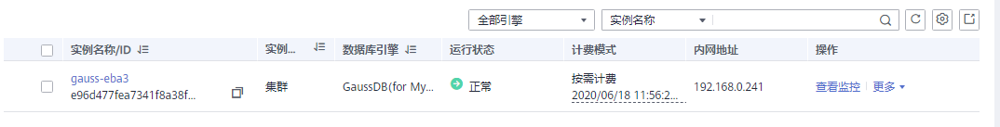 全部引擎 实例名称
实例名称/ID 实例... 数据库引擎 运行状态 计费模式 内网地址 操作
gauss-eba3
e96d477fea7341f8a38f...
集群
GaussDB(for My...
正常
按需计费
2020/06/18 11:56:2...
192.168.0.241
查看监控 更多